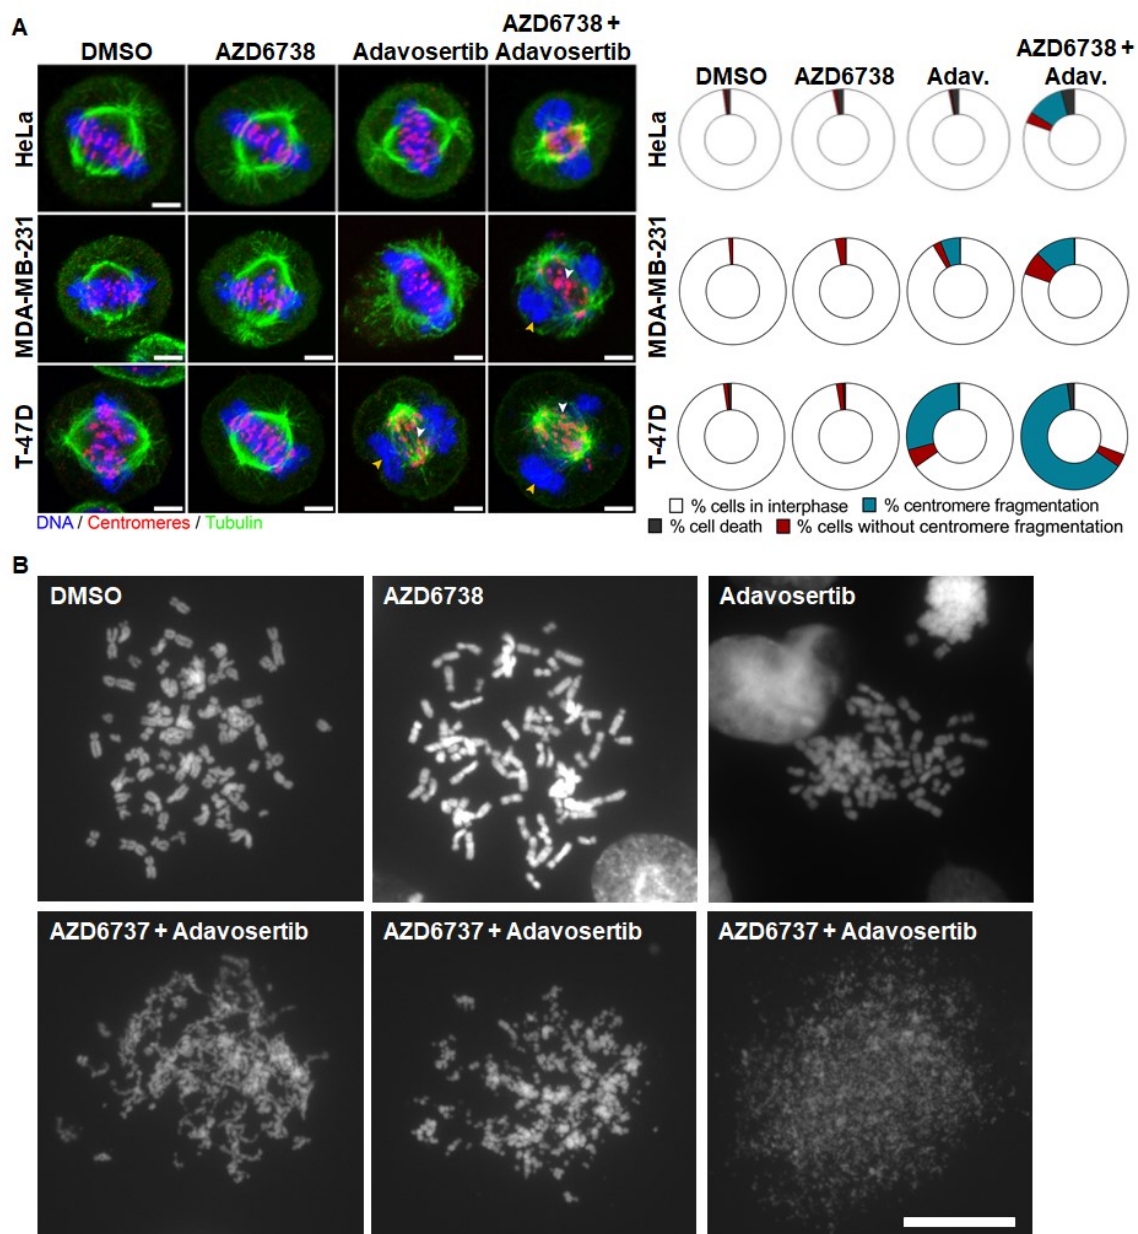 A
DMSO
AZD6738
Adavosertib
AZD6738 +
Adavosertib
DMSO
AZD6738
Adav.
AZD6738 +
Adav.
HeLa
HeLa
MDA-MB-231
MDA-MB-231
T-47D
T-47D
DNA / Centromeres / Tubulin
% cells in interphase
% centromere fragmentation
% cell death
% cells without centromere fragmentation
B
DMSO
AZD6738
Adavosertib
AZD6737 + Adavosertib
AZD6737 + Adavosertib
AZD6737 + Adavosertib